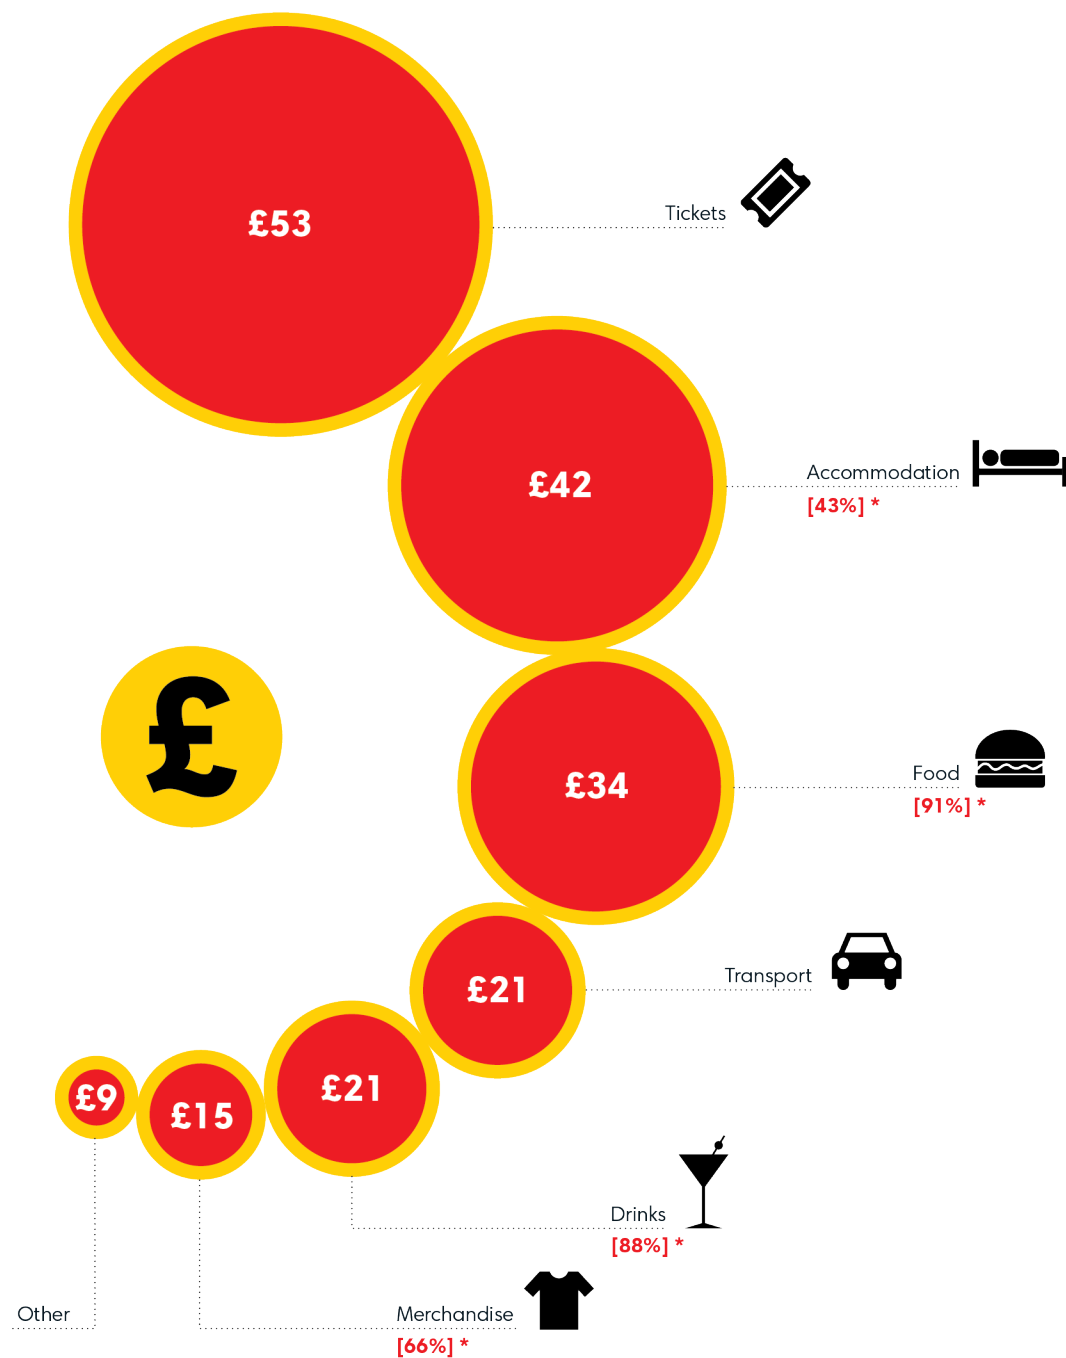 £53
Tickets
£42
Accommodation
[43%] *
£
£34
Food
[91%] *
£21
Transport
£9
£15
£21
Drinks
[88%] *
Other
Merchandise
[66%] *